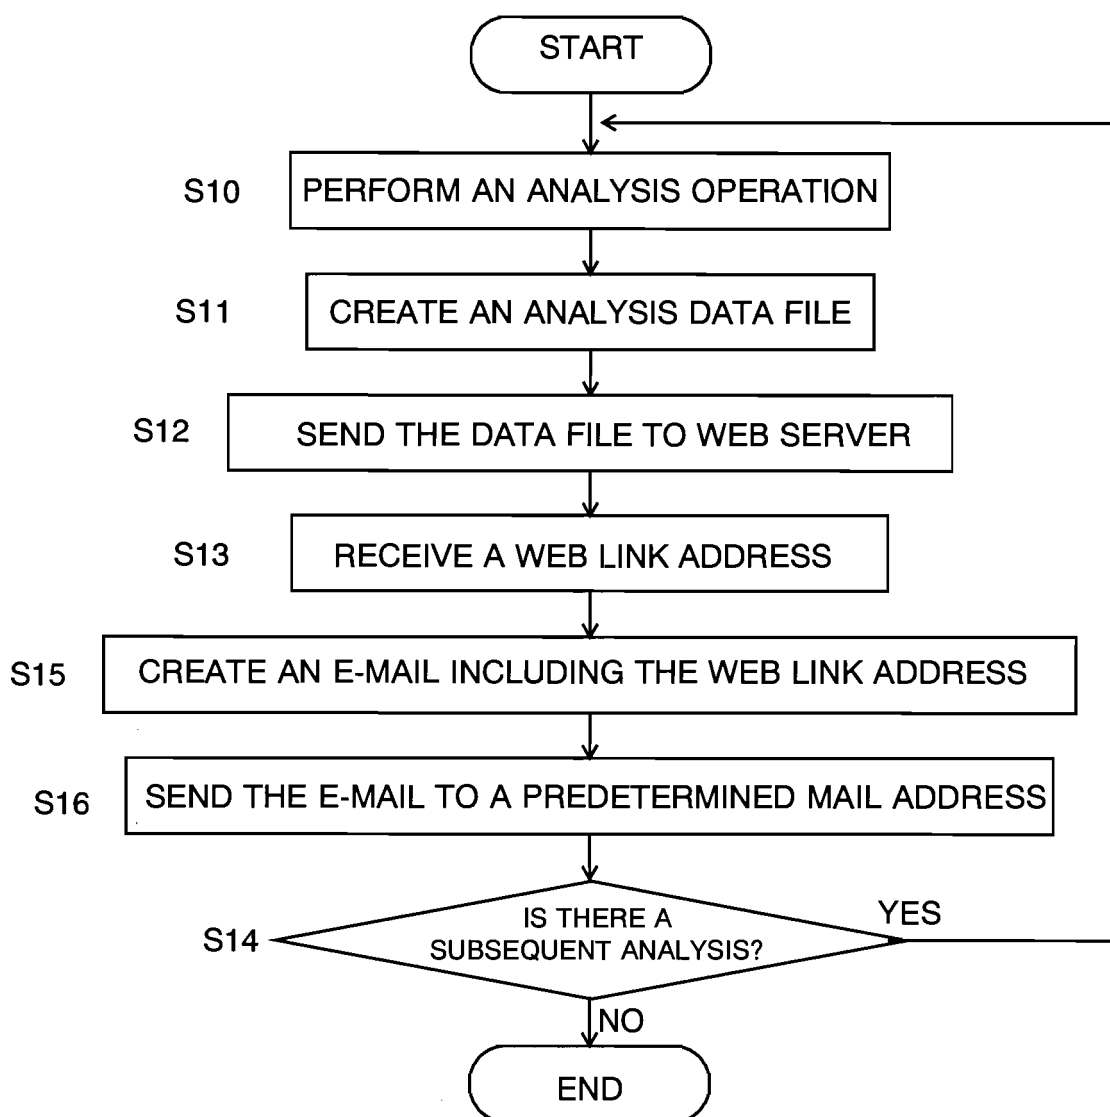 START
S10 PERFORM AN ANALYSIS OPERATION
S11 CREATE AN ANALYSIS DATA FILE
S12 SEND THE DATA FILE TO WEB SERVER
S13 RECEIVE A WEB LINK ADDRESS
S15 CREATE AN E-MAIL INCLUDING THE WEB LINK ADDRESS
S16 SEND THE E-MAIL TO A PREDETERMINED MAIL ADDRESS
S14 IS THERE A
SUBSEQUENT ANALYSIS?
YES
NO
END